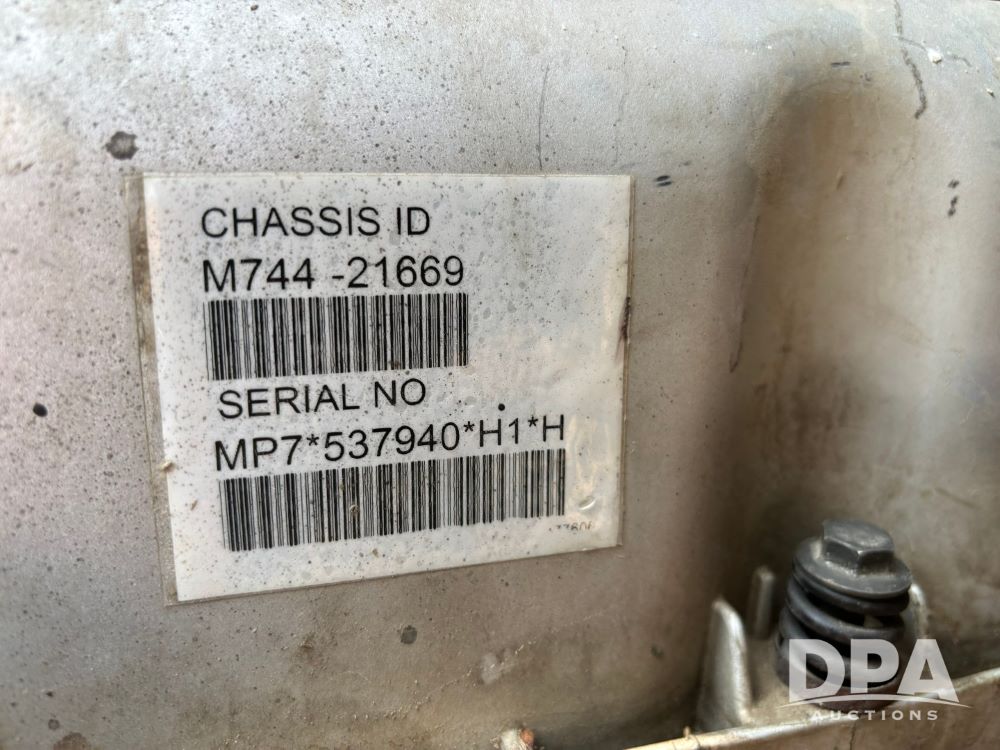 CHASSIS ID
M744 -21669
SERIAL NO
MP7*537940*H1*H
DPA
AUCTIONS